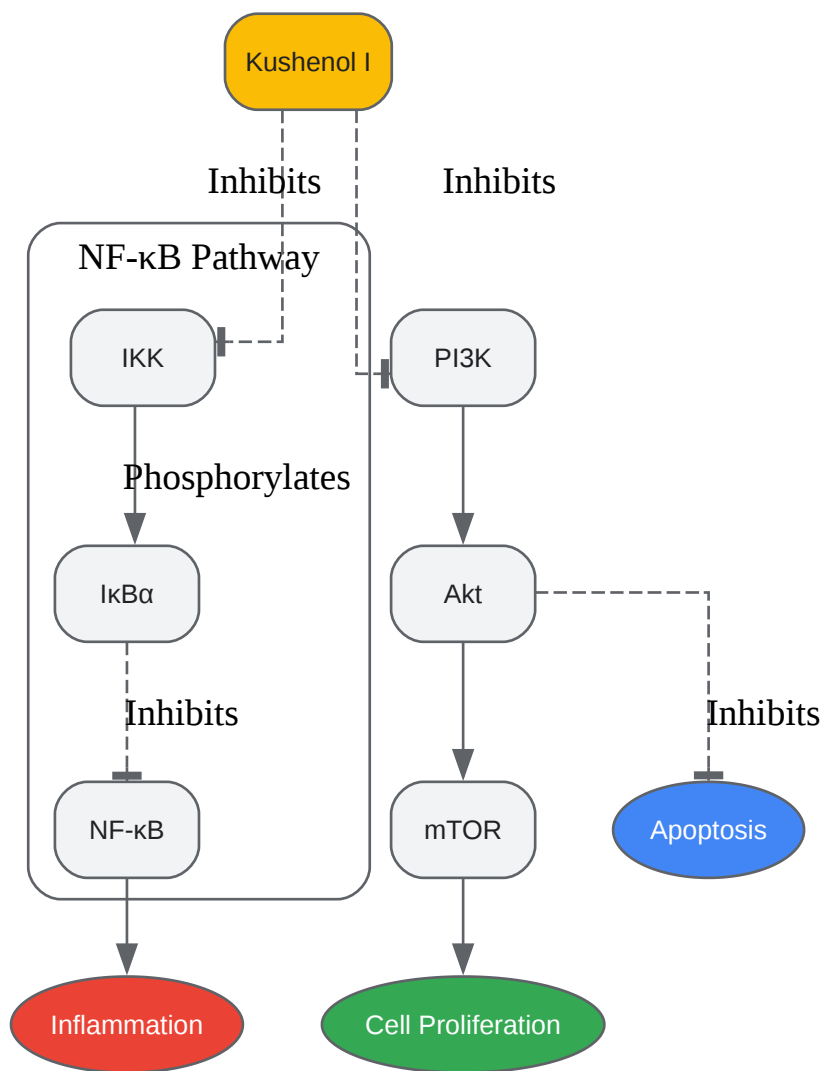 Kushenol I
Inhibits
Inhibits
NF-κB Pathway
IKK
PI3K
Phosphorylates
IκBα
Akt
Inhibits
Inhibits
NF-κB
mTOR
Apoptosis
Inflammation
Cell Proliferation